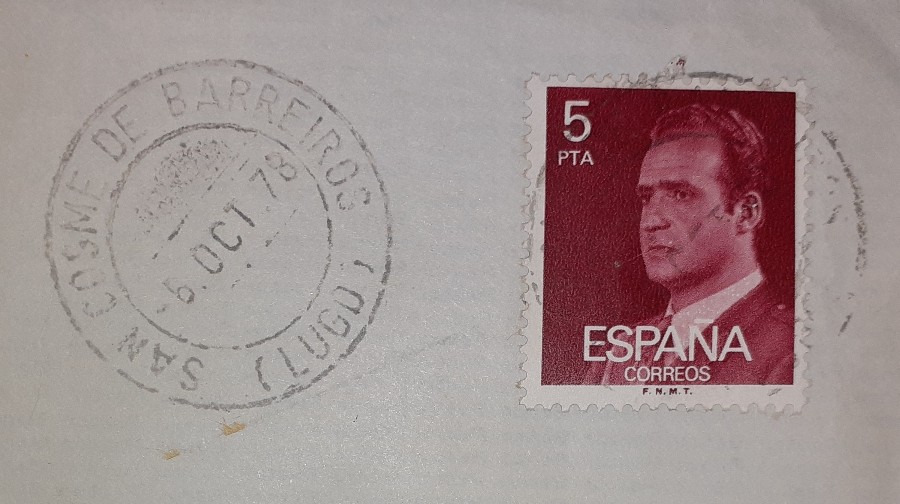 SAN COSME DE BARREIROS (LUGO)
-5.OCT.78
5
PTA
ESPAÑA
CORREOS
F. N. M. T.